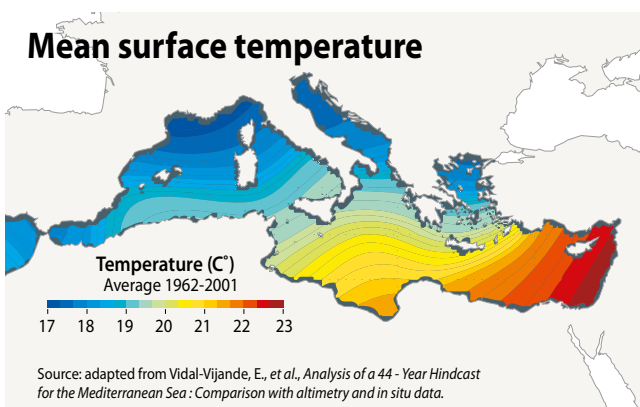 Mean surface temperature
Temperature (C˚)
Average 1962-2001
17 18 19 20 21 22 23
Source: adapted from Vidal-Vijande, E., et al., Analysis of a 44 - Year Hindcast
for the Mediterranean Sea : Comparison with altimetry and in situ data.